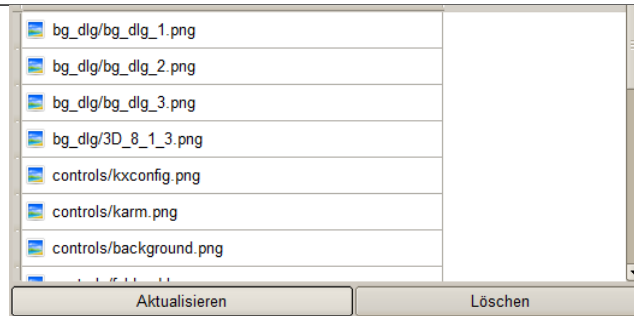 bg_dlg/bg_dlg_1.png
bg_dlg/bg_dlg_2.png
bg_dlg/bg_dlg_3.png
bg_dlg/3D_8_1_3.png
controls/kxconfig.png
controls/karm.png
controls/background.png
Aktualisieren Löschen